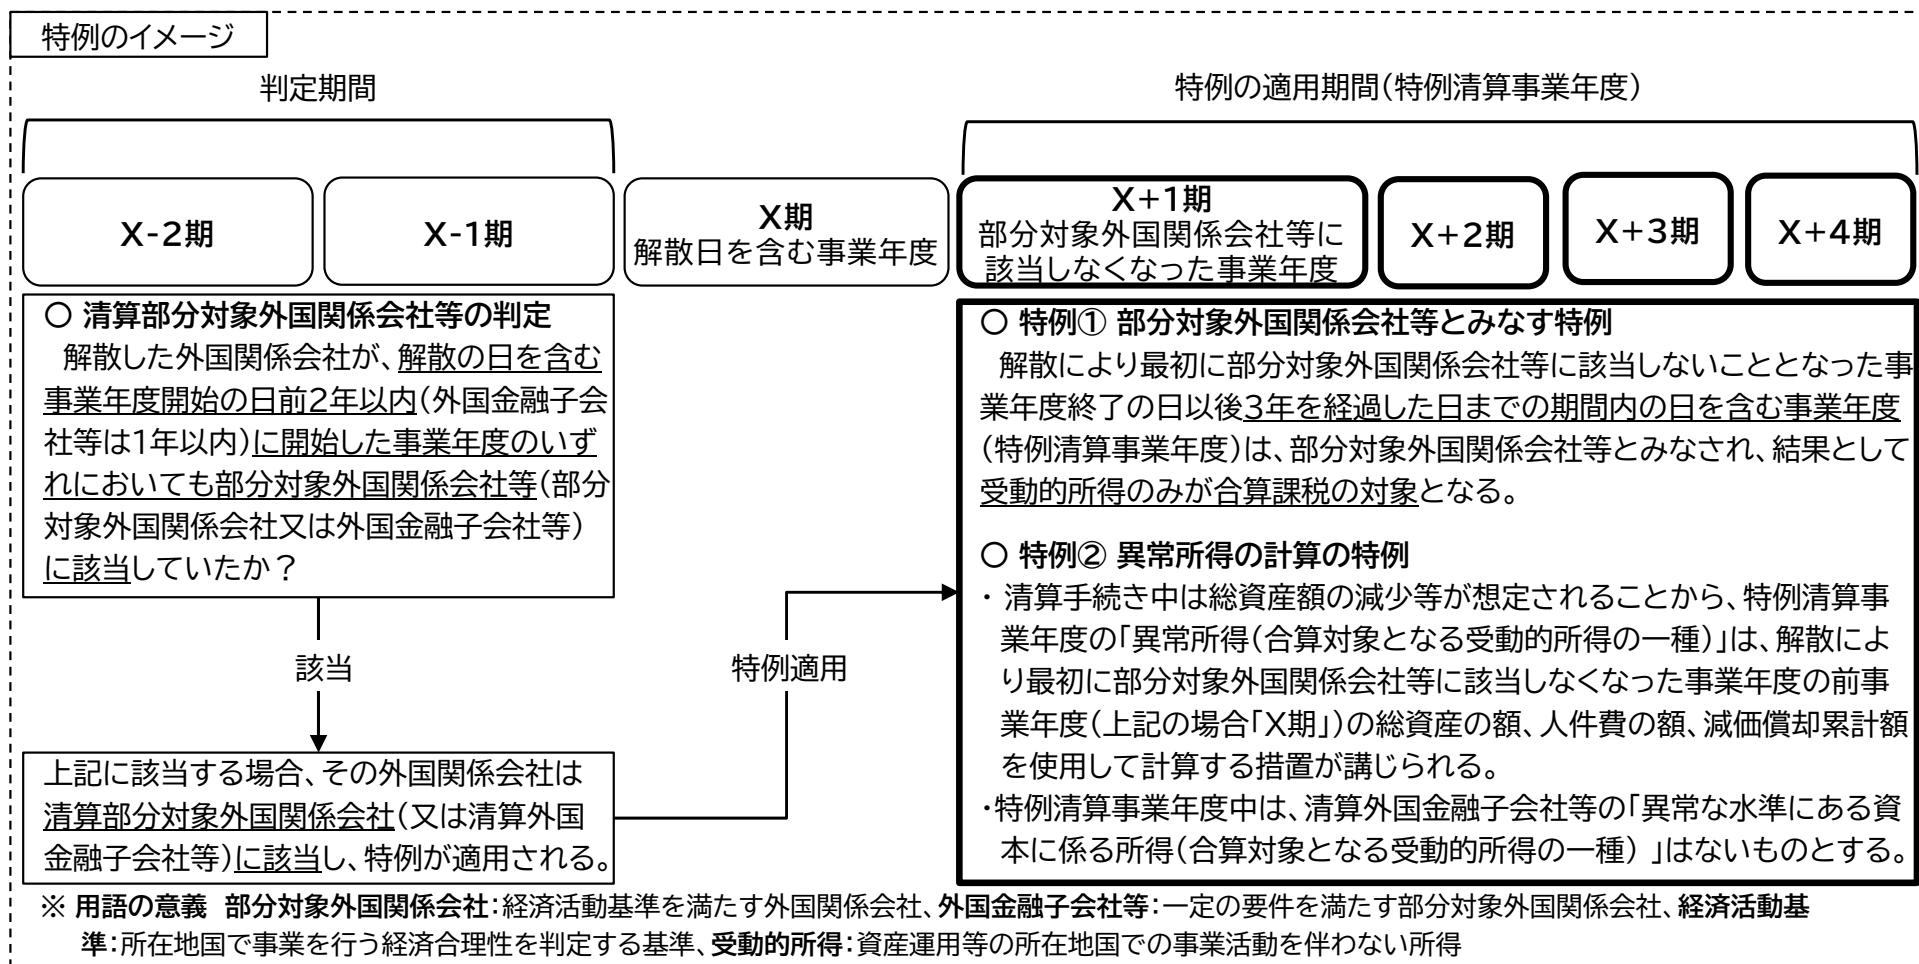 特例のイメージ
判定期間
特例の適用期間(特例清算事業年度)
X-2期
X-1期
X期
解散日を含む事業年度
X+1期
部分対象外国関係会社等に
該当しなくなった事業年度
X+2期
X+3期
X+4期
○ 清算部分対象外国関係会社等の判定
解散した外国関係会社が、解散の日を含む
事業年度開始の日前2年以内(外国金融子会
社等は1年以内)に開始した事業年度のいず
れにおいても部分対象外国関係会社等(部分
対象外国関係会社又は外国金融子会社等)
に該当していたか?
該当
上記に該当する場合、その外国関係会社は
清算部分対象外国関係会社(又は清算外国
金融子会社等)に該当し、特例が適用される。
特例適用
○ 特例① 部分対象外国関係会社等とみなす特例
解散により最初に部分対象外国関係会社等に該当しないこととなった事
業年度終了の日以後3年を経過した日までの期間内の日を含む事業年度
(特例清算事業年度)は、部分対象外国関係会社等とみなされ、結果として
受動的所得のみが合算課税の対象となる。
○ 特例② 異常所得の計算の特例
・ 清算手続き中は総資産額の減少等が想定されることから、特例清算事
業年度の「異常所得(合算対象となる受動的所得の一種)」は、解散によ
り最初に部分対象外国関係会社等に該当しなくなった事業年度の前事
業年度(上記の場合「X期」)の総資産の額、人件費の額、減価償却累計額
を使用して計算する措置が講じられる。
・特例清算事業年度中は、清算外国金融子会社等の「異常な水準にある資
本に係る所得(合算対象となる受動的所得の一種) 」はないものとする。
※ 用語の意義 部分対象外国関係会社:経済活動基準を満たす外国関係会社、外国金融子会社等:一定の要件を満たす部分対象外国関係会社、経済活動基
準:所在地国で事業を行う経済合理性を判定する基準、受動的所得:資産運用等の所在地国での事業活動を伴わない所得